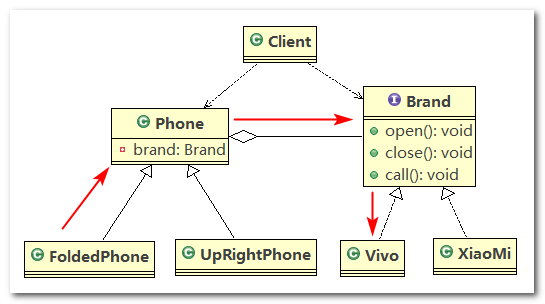 C Client
C Phone
brand: Brand
I Brand
open(): void
close(): void
call(): void
C FoldedPhone
C UpRightPhone
C Vivo
C XiaoMi